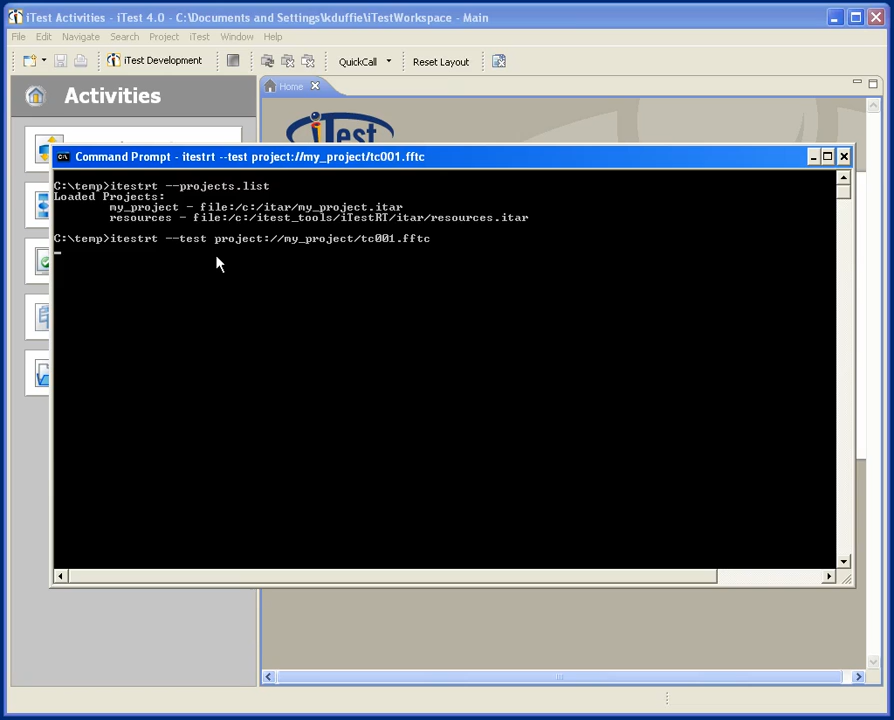 iTest Activities - iTest 4.0 - C:\Documents and Settings\kduffie\iTestWorkspace - Main
File Edit Navigate Search Project iTest Window Help
iTest Development QuickCall Reset Layout
Activities
Home
iTest
Command Prompt - itestrt --test project://my_project/tc001.fftc
C:\temp>itestrt --projects.list
Loaded Projects:
my_project - file:/c:/itar/my_project.itar
resources - file:/c:/itest_tools/iTestRT/itar/resources.itar
C:\temp>itestrt --test project://my_project/tc001.fftc